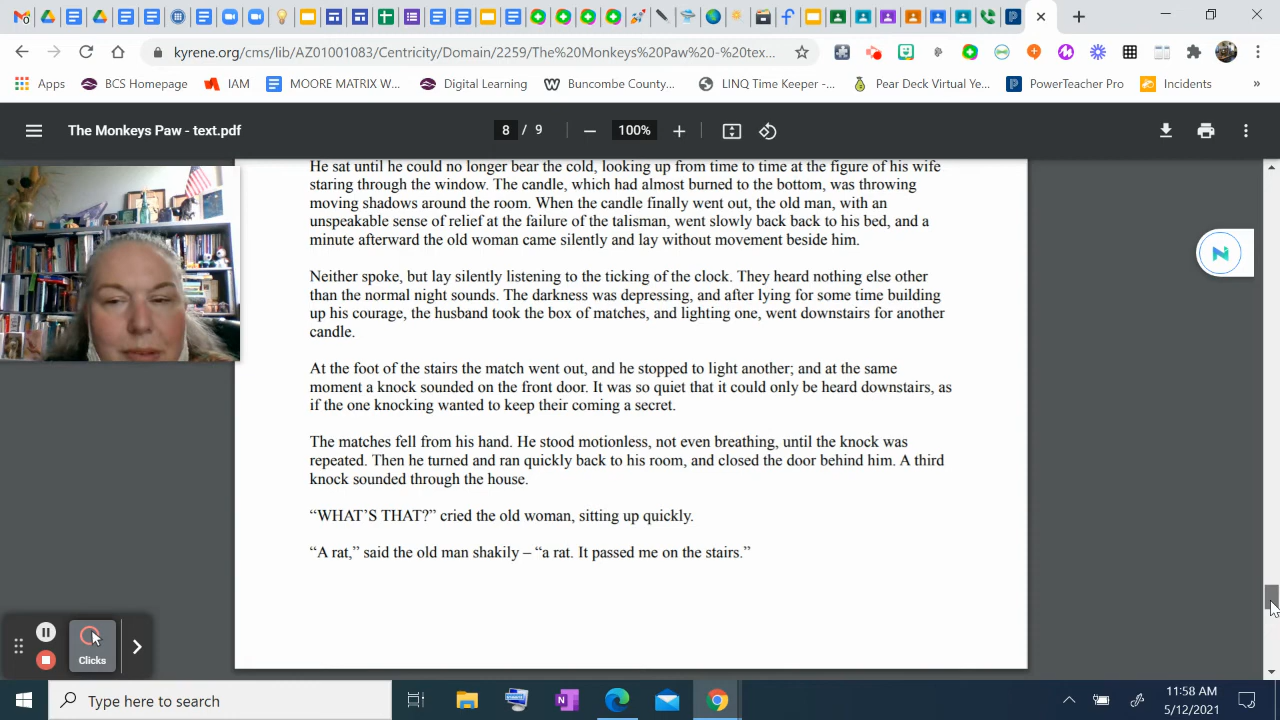 kyrene.org/cms/lib/AZ01001083/Centricity/Domain/2259/The%20Monkeys%20Paw%20-%20tex...
Apps
BCS Homepage
IAM
MOORE MATRIX W...
Digital Learning
Buncombe County...
LINQ Time Keeper -...
Pear Deck Virtual Ye...
PowerTeacher Pro
Incidents
»
The Monkeys Paw - text.pdf
8 / 9
100%
He sat until he could no longer bear the cold, looking up from time to time at the figure of his wife
staring through the window. The candle, which had almost burned to the bottom, was throwing
moving shadows around the room. When the candle finally went out, the old man, with an
unspeakable sense of relief at the failure of the talisman, went slowly back back to his bed, and a
minute afterward the old woman came silently and lay without movement beside him.
Neither spoke, but lay silently listening to the ticking of the clock. They heard nothing else other
than the normal night sounds. The darkness was depressing, and after lying for some time building
up his courage, the husband took the box of matches, and lighting one, went downstairs for another
candle.
At the foot of the stairs the match went out, and he stopped to light another; and at the same
moment a knock sounded on the front door. It was so quiet that it could only be heard downstairs, as
if the one knocking wanted to keep their coming a secret.
The matches fell from his hand. He stood motionless, not even breathing, until the knock was
repeated. Then he turned and ran quickly back to his room, and closed the door behind him. A third
knock sounded through the house.
“WHAT’S THAT?” cried the old woman, sitting up quickly.
“A rat,” said the old man shakily – “a rat. It passed me on the stairs.”
Clicks
Type here to search
11:58 AM
5/12/2021